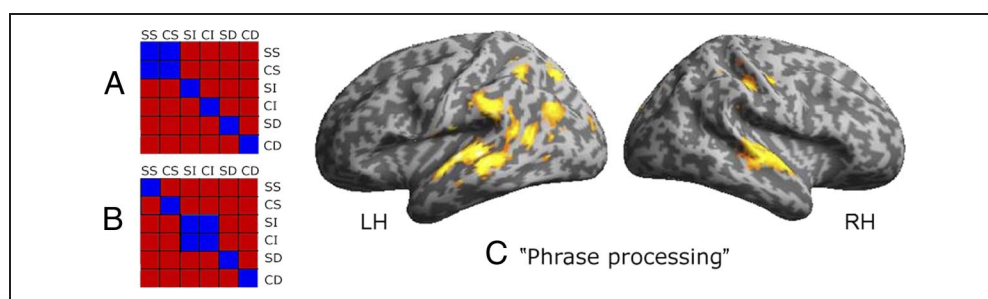 SS CS SI CI SD CD
SS
CS
A
SI
CI
SD
CD
SS CS SI CI SD CD
SS
CS
B
SI
CI
SD
CD
LH
RH
C "Phrase processing"